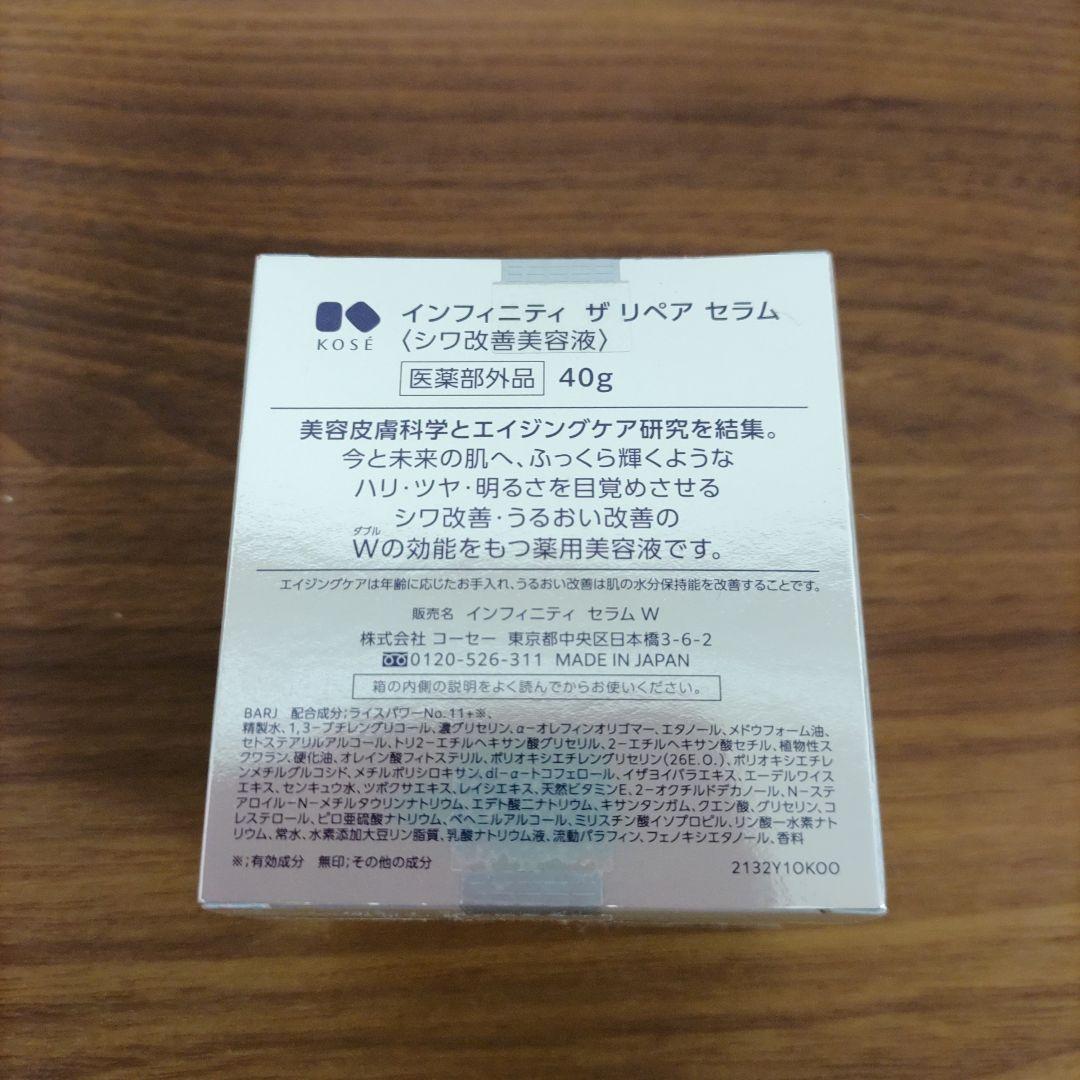 インフィニティ ザ リペア セラム
KOSÉ 〈シワ改善美容液〉
医薬部外品 40g
美容皮膚科学とエイジングケア研究を結集。
今と未来の肌へ、ふっくら輝くような
ハリ・ツヤ・明るさを目覚めさせる
シワ改善・うるおい改善の
ダブル
Wの効能をもつ薬用美容液です。
エイジングケアは年齢に応じたお手入れ、うるおい改善は肌の水分保持能を改善することです。
販売名 インフィニティ セラム W
株式会社 コーセー 東京都中央区日本橋3-6-2
0120-526-311 MADE IN JAPAN
箱の内側の説明をよく読んでからお使いください。
BARJ 配合成分;ライスパワーNo.11+※、
精製水、1,3-ブチレングリコール、濃グリセリン、α-オレフィンオリゴマー、エタノール、メドウフォーム油、
セトステアリルアルコール、トリ2-エチルヘキサン酸グリセリル、2-エチルヘキサン酸セチル、植物性ス
クワラン、硬化油、オレイン酸フィトステリル、ポリオキシエチレングリセリン(26E.O.)、ポリオキシエチレ
ンメチルグルコシド、メチルポリシロキサン、dl-α-トコフェロール、イザヨイバラエキス、エーデルワイス
エキス、センキュウ水、ツボクサエキス、レイシエキス、天然ビタミンE、2-オクチルドデカノール、N-ステ
アロイル-N-メチルタウリンナトリウム、エデト酸二ナトリウム、キサンタンガム、クエン酸、グリセリン、コ
レステロール、ピロ亜硫酸ナトリウム、ベヘニルアルコール、ミリスチン酸イソプロピル、リン酸一水素ナト
リウム、常水、水素添加大豆リン脂質、乳酸ナトリウム液、流動パラフィン、フェノキシエタノール、香料
※;有効成分 無印;その他の成分
2132Y10K00